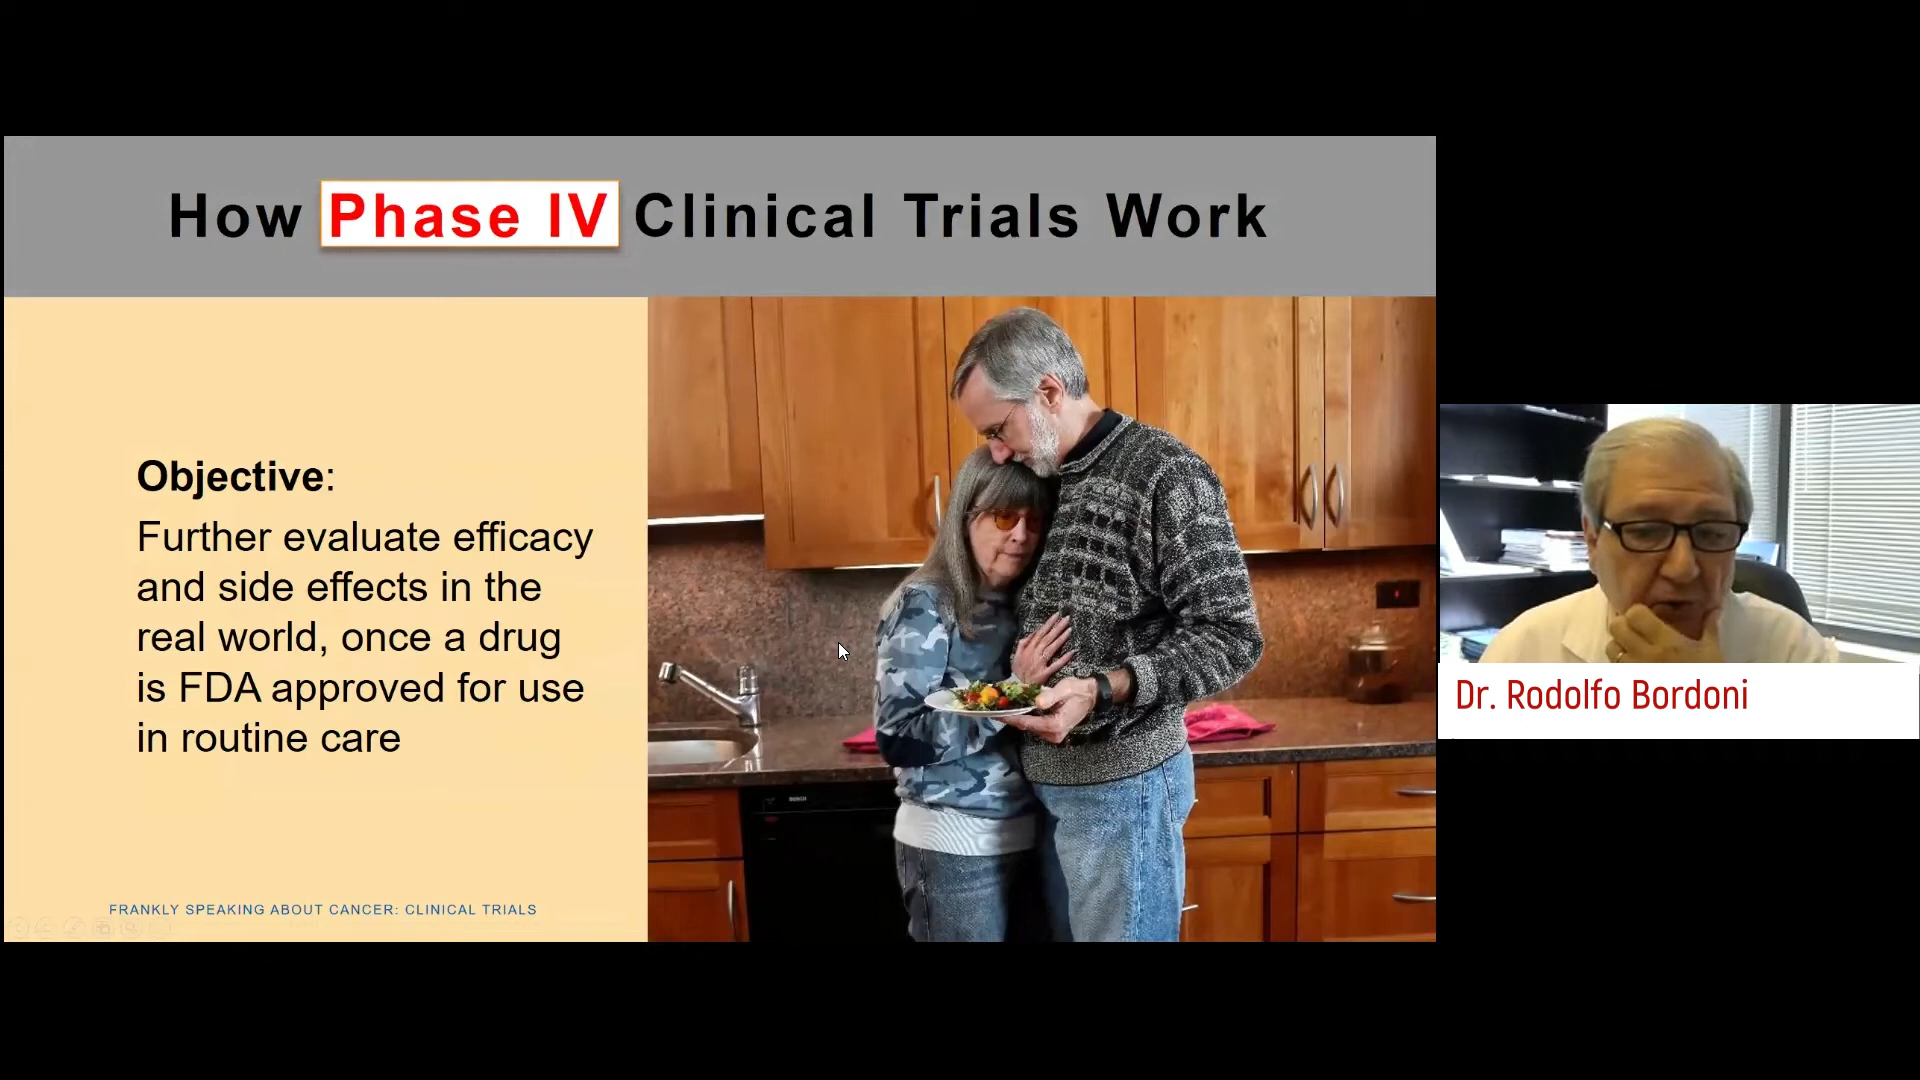 How Phase IV Clinical Trials Work
Objective:
Further evaluate efficacy
and side effects in the
real world, once a drug
is FDA approved for use
in routine care
FRANKLY SPEAKING ABOUT CANCER: CLINICAL TRIALS
BOSCH
Dr. Rodolfo Bordoni